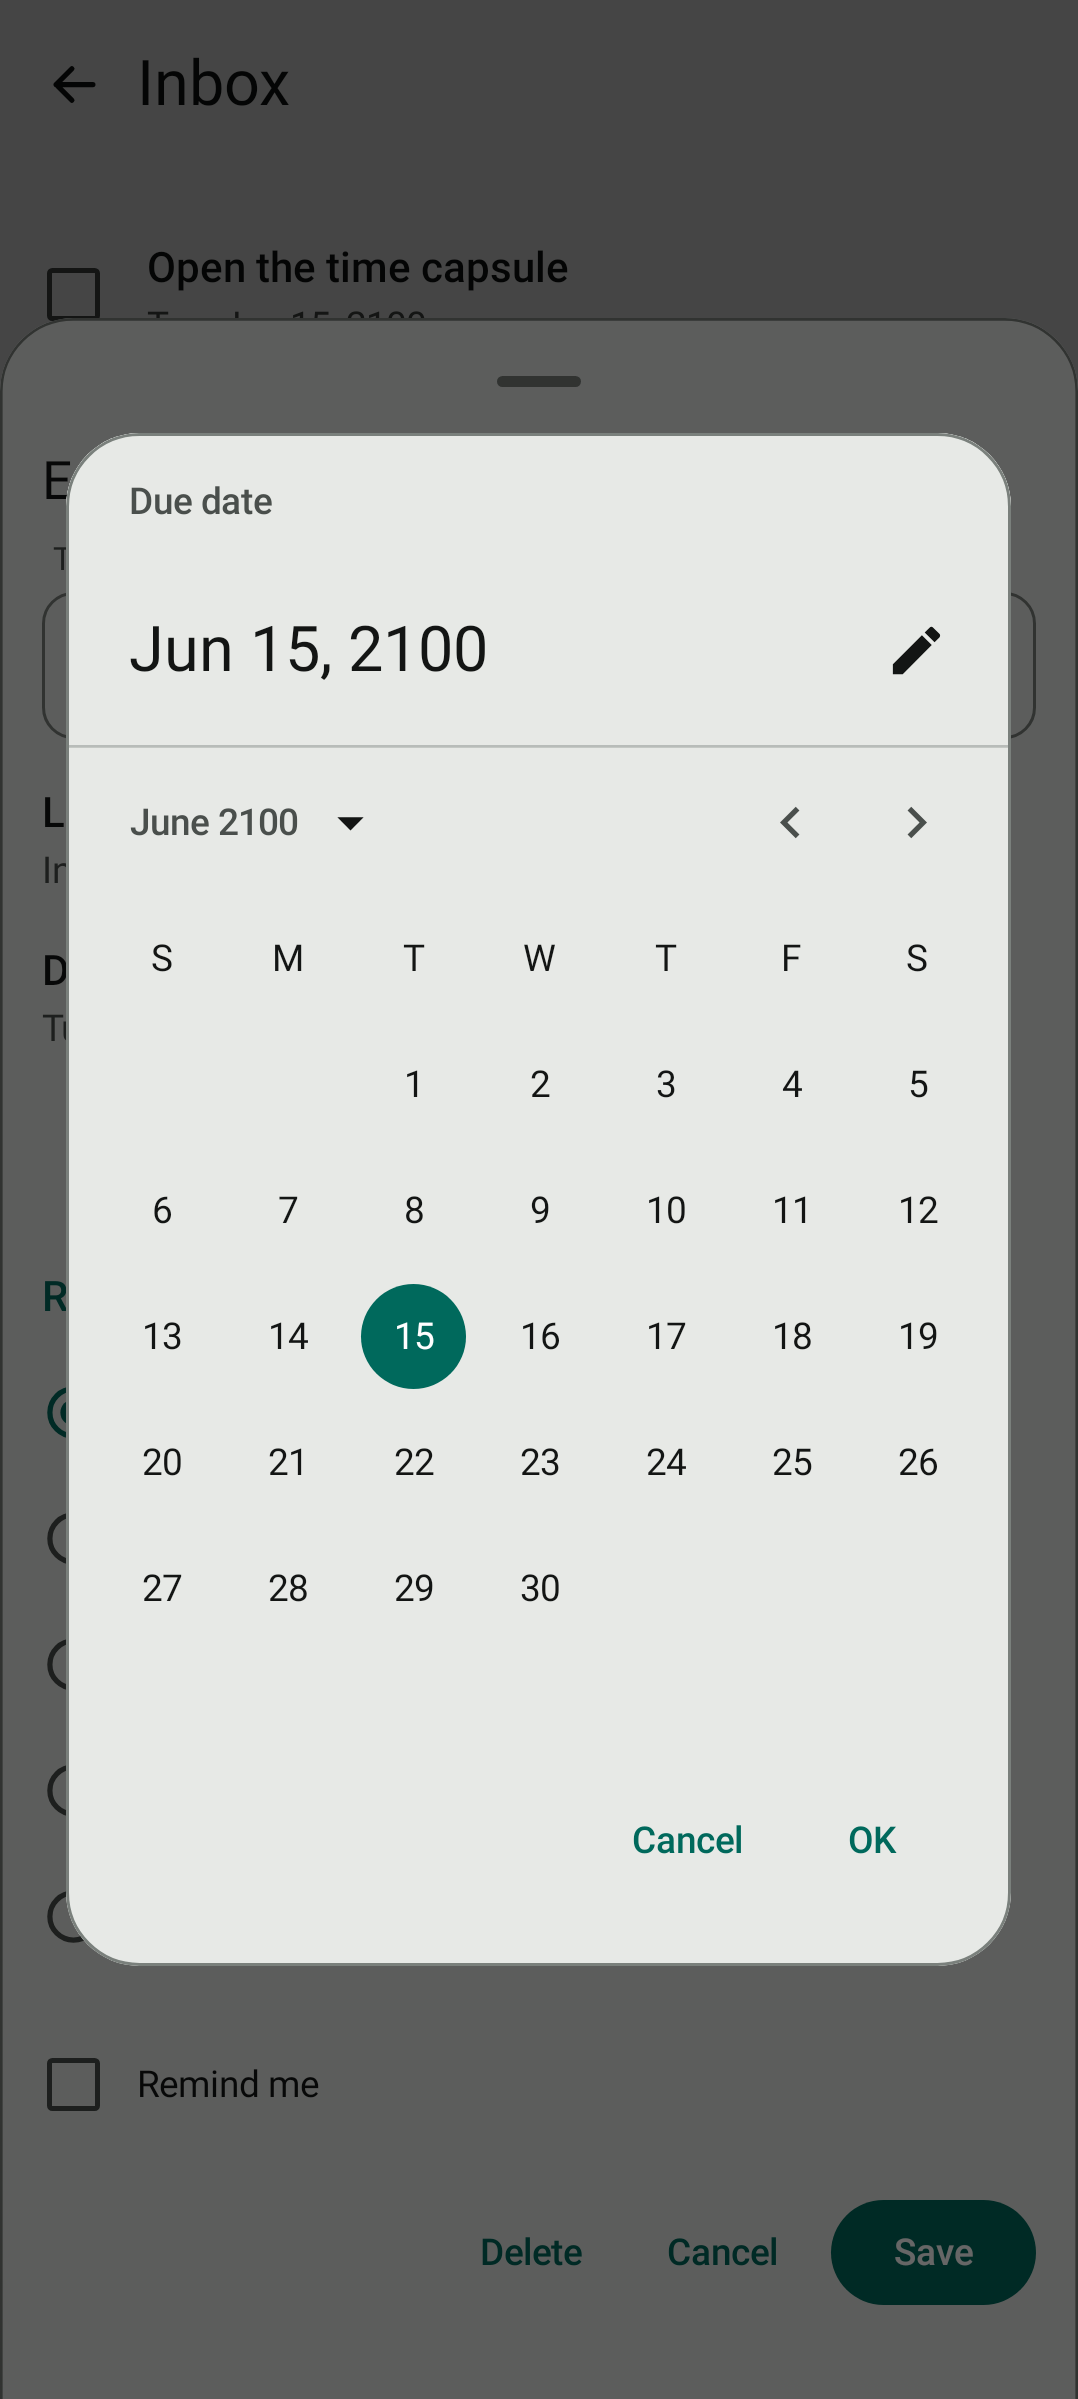 Inbox
Open the time capsule
Due date
Jun 15, 2100
June 2100
S M T W T F S
1 2 3 4 5
6 7 8 9 10 11 12
13 14 15 16 17 18 19
20 21 22 23 24 25 26
27 28 29 30
Cancel OK
Remind me
Delete Cancel Save